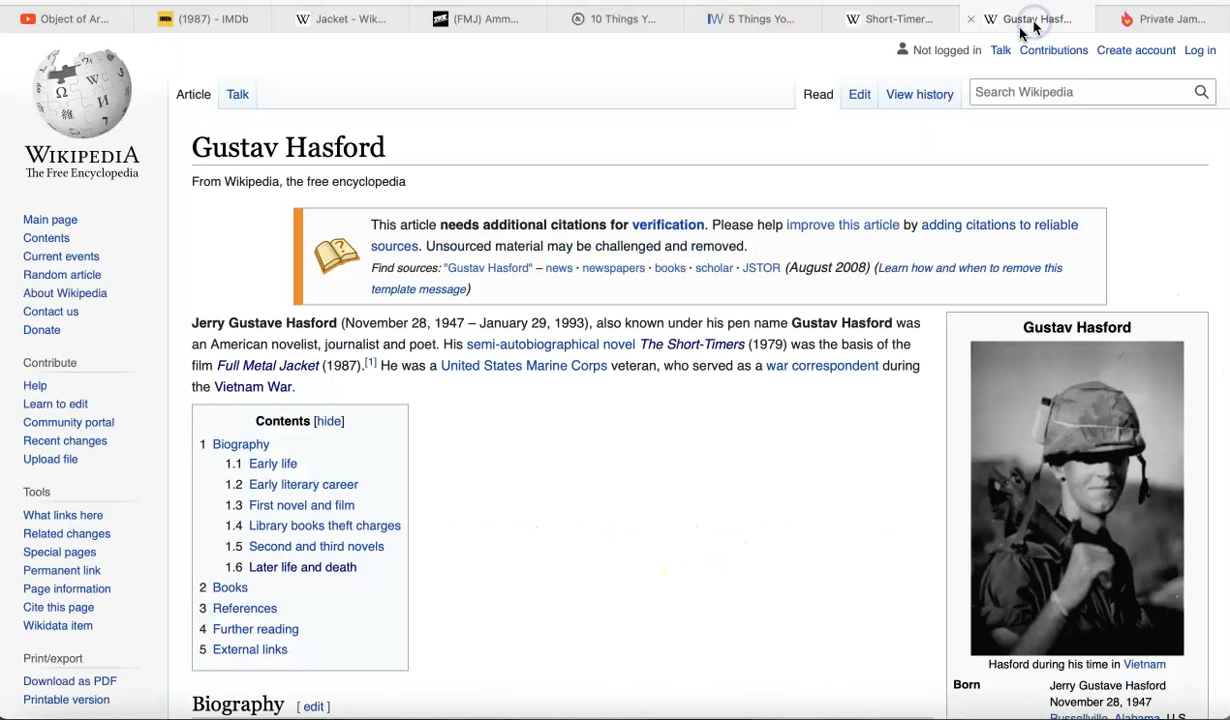 Object of Ar...
(1987) - IMDb
Jacket - Wik...
(FMJ) Amm...
10 Things Y...
5 Things Yo...
Short-Timer...
Gustav Hasf...
Private Jam...
Not logged in Talk Contributions Create account Log in
Article Talk Read Edit View history Search Wikipedia
WIKIPEDIA
The Free Encyclopedia
Main page
Contents
Current events
Random article
About Wikipedia
Contact us
Donate
Contribute
Help
Learn to edit
Community portal
Recent changes
Upload file
Tools
What links here
Related changes
Special pages
Permanent link
Page information
Cite this page
Wikidata item
Print/export
Download as PDF
Printable version
Gustav Hasford
From Wikipedia, the free encyclopedia
This article needs additional citations for verification. Please help improve this article by adding citations to reliable
sources. Unsourced material may be challenged and removed.
Find sources: "Gustav Hasford" – news · newspapers · books · scholar · JSTOR (August 2008) (Learn how and when to remove this
template message)
Jerry Gustave Hasford (November 28, 1947 – January 29, 1993), also known under his pen name Gustav Hasford was
an American novelist, journalist and poet. His semi-autobiographical novel The Short-Timers (1979) was the basis of the
film Full Metal Jacket (1987).[1] He was a United States Marine Corps veteran, who served as a war correspondent during
the Vietnam War.
Contents [hide]
1 Biography
1.1 Early life
1.2 Early literary career
1.3 First novel and film
1.4 Library books theft charges
1.5 Second and third novels
1.6 Later life and death
2 Books
3 References
4 Further reading
5 External links
Biography [ edit ]
Gustav Hasford
Hasford during his time in Vietnam
Born Jerry Gustave Hasford
November 28, 1947
Russellville, Alabama, U.S.